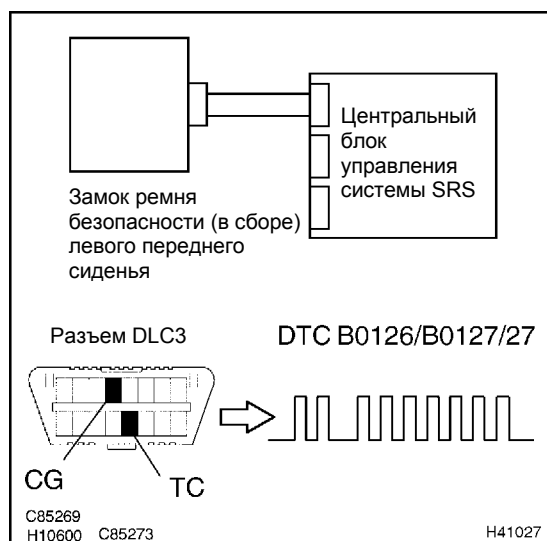 Центральный
блок
управления
системы SRS
Замок ремня
безопасности (в сборе)
левого переднего
сиденья
Разъем DLC3
DTC B0126/B0127/27
CG
TC
C85269
H10600 C85273
H41027